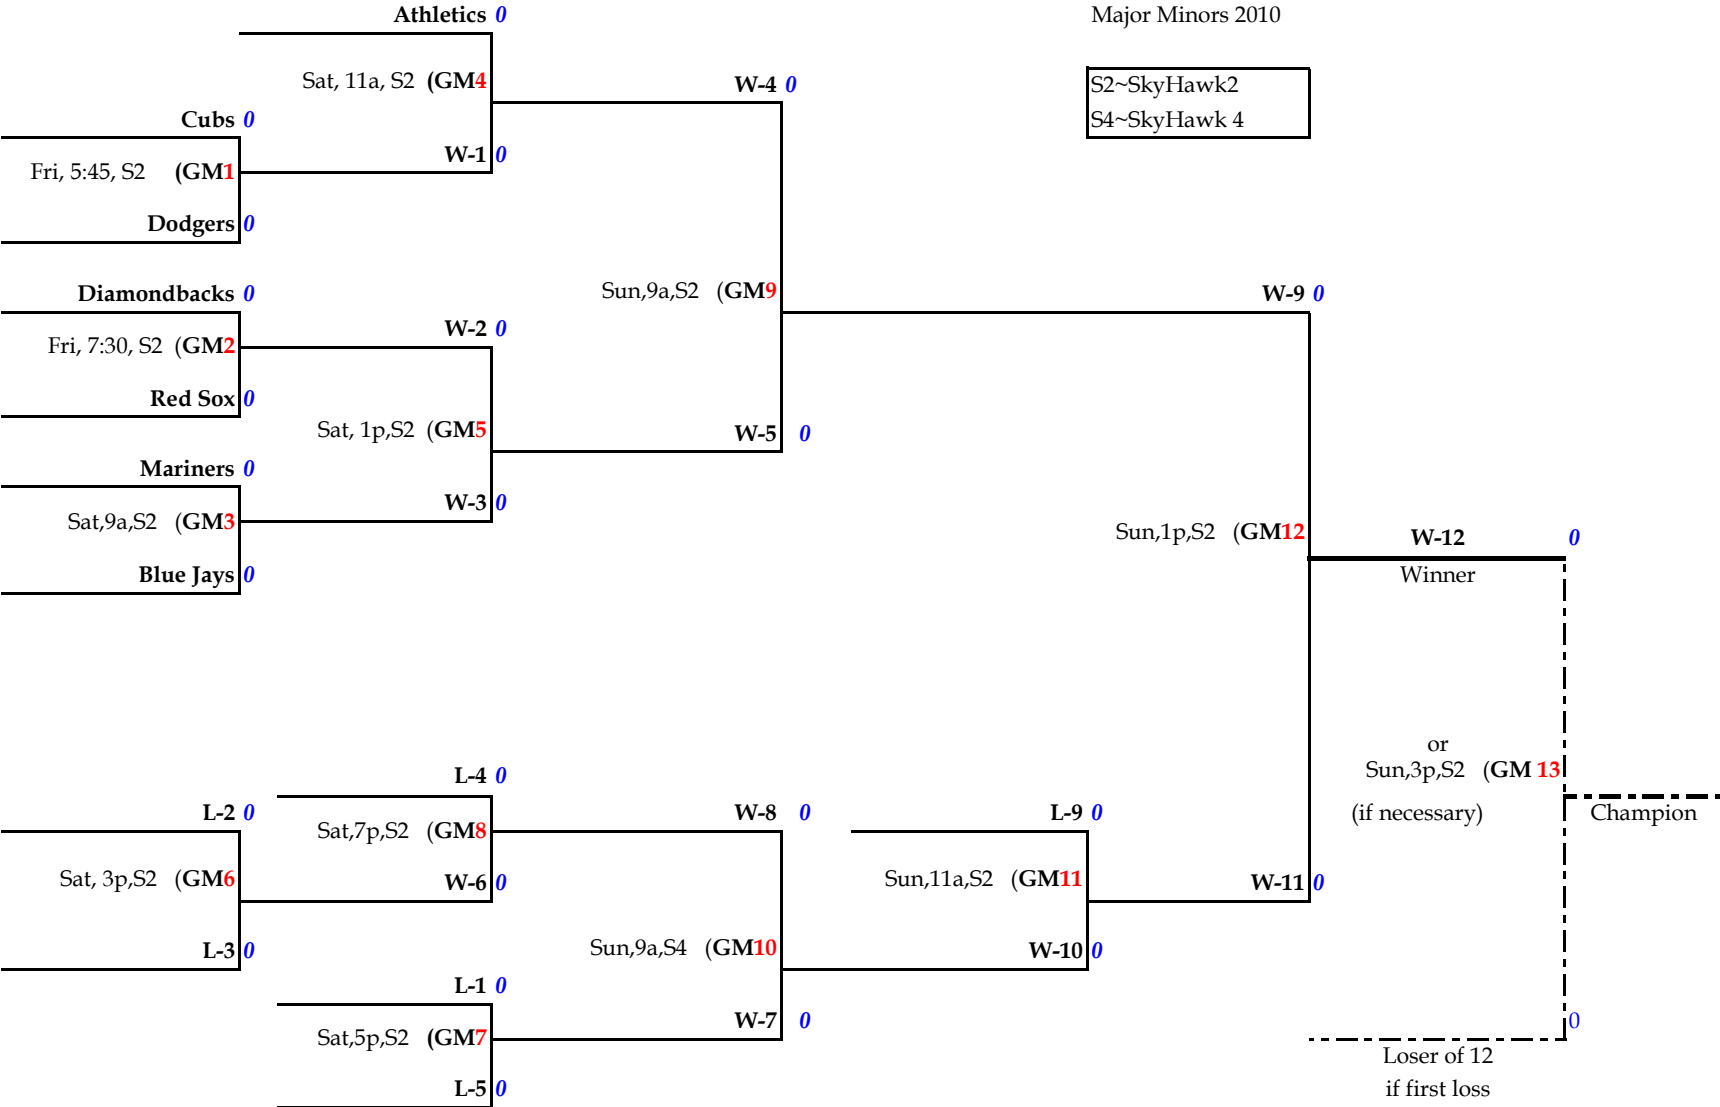 Athletics 0
Major Minors 2010
Sat, 11a, S2 (GM4
W-4 0
S2~SkyHawk2
Cubs 0
S4~SkyHawk 4
W-1 0
Fri, 5:45, S2 (GM1
Dodgers 0
Diamondbacks 0
Sun,9a,S2 (GM9
W-9 0
W-2 0
Fri, 7:30, S2 (GM2
Red Sox 0
Sat, 1p,S2 (GM5
W-5 0
Mariners 0
W-3 0
Sat,9a,S2 (GM3
Sun,1p,S2 (GM12
W-12 0
Blue Jays 0
Winner
or
Sun,3p,S2 (GM 13
L-4 0
L-2 0
W-8 0
L-9 0
(if necessary)
Champion
Sat,7p,S2 (GM8
Sat, 3p,S2 (GM6
W-6 0
Sun,11a,S2 (GM11
W-11 0
L-3 0
Sun,9a,S4 (GM10
W-10 0
L-1 0
W-7 0
0
Sat,5p,S2 (GM7
Loser of 12
L-5 0
if first loss